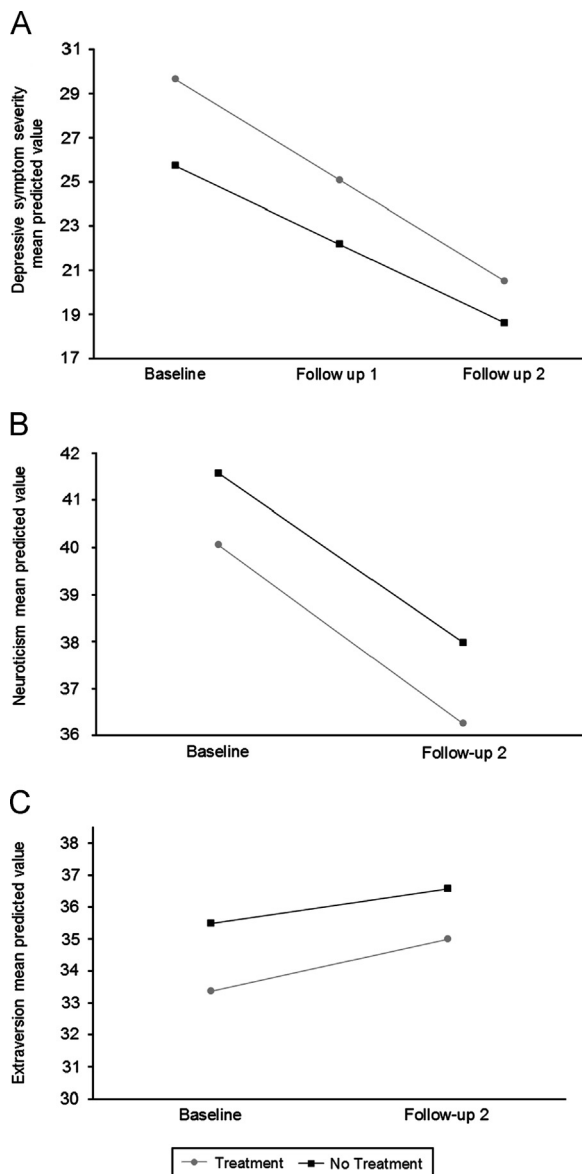 A
Depressive symptom severity
mean predicted value
31
29
27
25
23
21
19
17
Baseline
Follow up 1
Follow up 2
B
Neuroticism mean predicted value
42
41
40
39
38
37
36
Baseline
Follow-up 2
C
Extraversion mean predicted value
38
37
36
35
34
33
32
31
30
Baseline
Follow-up 2
Treatment
No Treatment